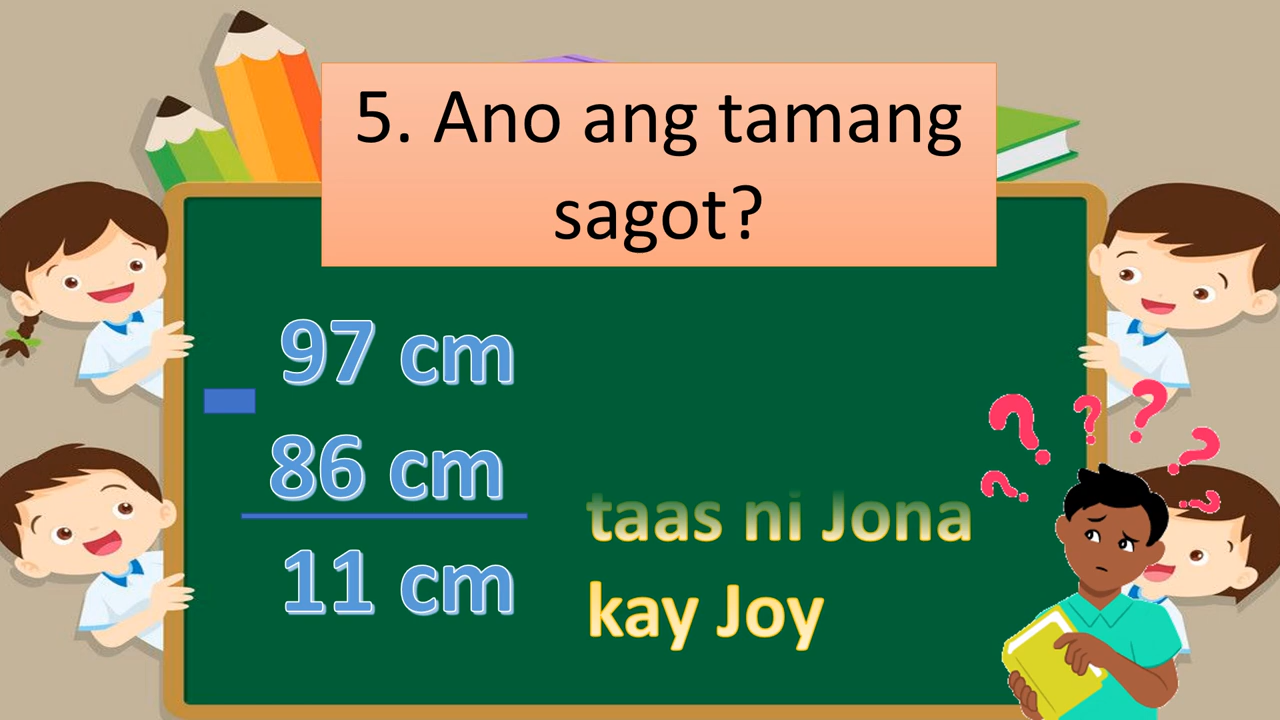 5. Ano ang tamang
sagot?
97 cm
-
86 cm
11 cm
taas ni Jona
kay Joy